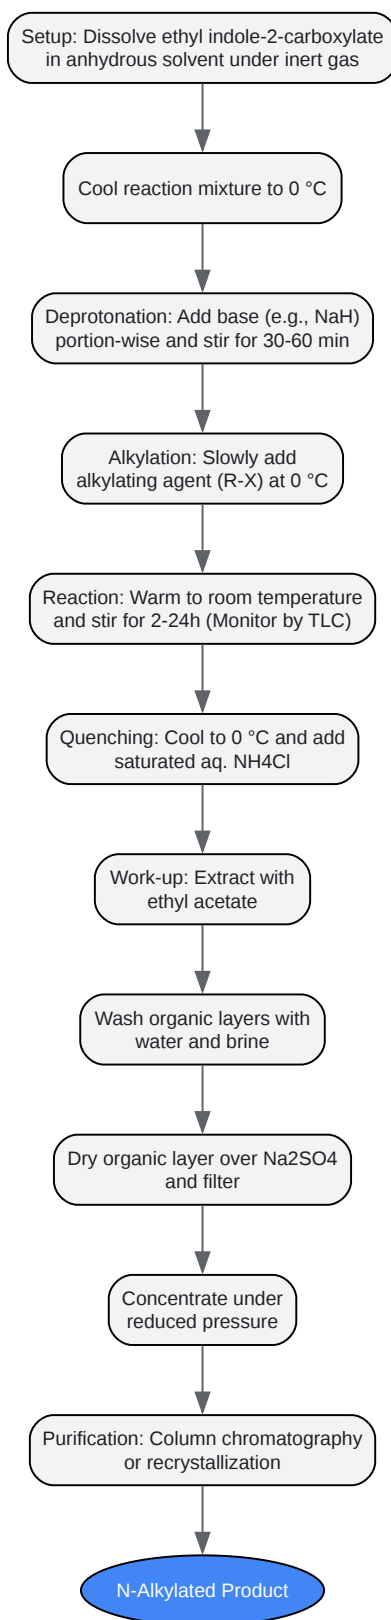 Setup: Dissolve ethyl indole-2-carboxylate
in anhydrous solvent under inert gas
Cool reaction mixture to 0 °C
Deprotonation: Add base (e.g., NaH)
portion-wise and stir for 30-60 min
Alkylation: Slowly add
alkylating agent (R-X) at 0 °C
Reaction: Warm to room temperature
and stir for 2-24h (Monitor by TLC)
Quenching: Cool to 0 °C and add
saturated aq. NH4Cl
Work-up: Extract with
ethyl acetate
Wash organic layers with
water and brine
Dry organic layer over Na2SO4
and filter
Concentrate under
reduced pressure
Purification: Column chromatography
or recrystallization
N-Alkylated Product